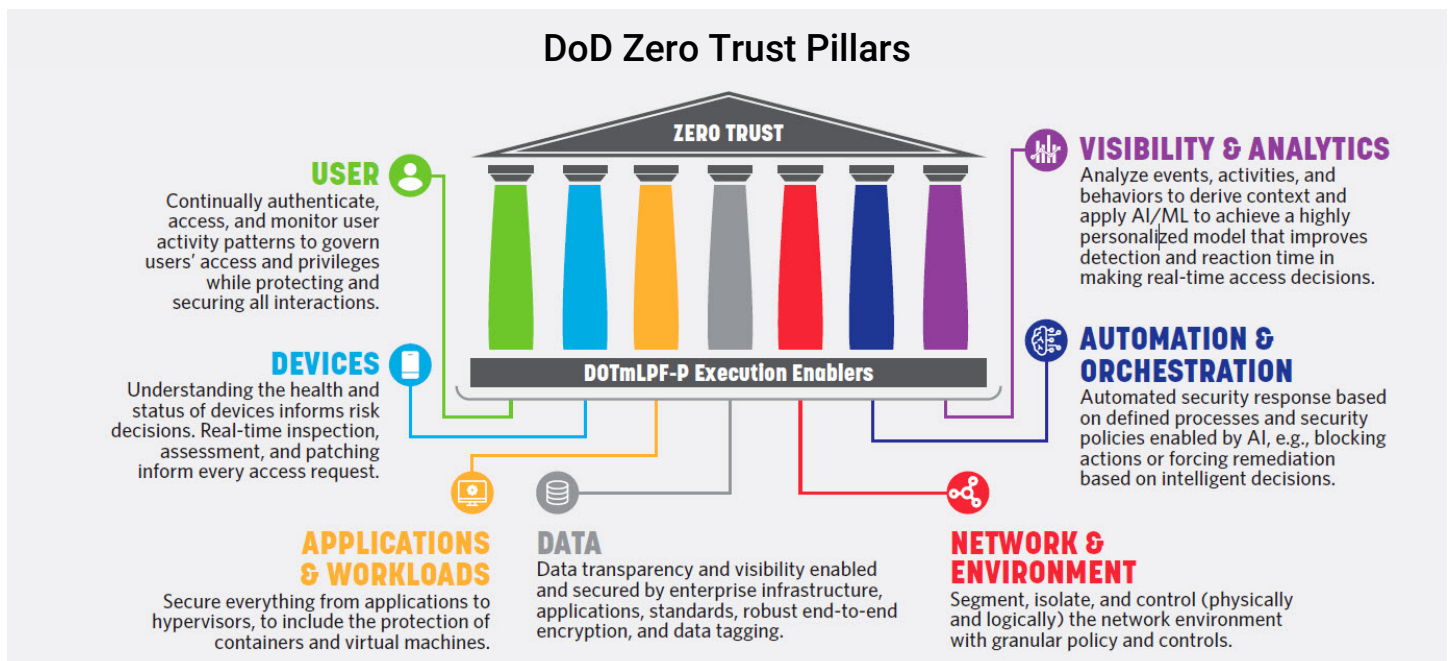 DoD Zero Trust Pillars
ZERO TRUST
DOTmLPF-P Execution Enablers
USER
Continually authenticate,
access, and monitor user
activity patterns to govern
users’ access and privileges
while protecting and
securing all interactions.
DEVICES
Understanding the health and
status of devices informs risk
decisions. Real-time inspection,
assessment, and patching
inform every access request.
APPLICATIONS
& WORKLOADS
Secure everything from applications to
hypervisors, to include the protection of
containers and virtual machines.
DATA
Data transparency and visibility enabled
and secured by enterprise infrastructure,
applications, standards, robust end-to-end
encryption, and data tagging.
NETWORK &
ENVIRONMENT
Segment, isolate, and control (physically
and logically) the network environment
with granular policy and controls.
AUTOMATION &
ORCHESTRATION
Automated security response based
on defined processes and security
policies enabled by AI, e.g., blocking
actions or forcing remediation
based on intelligent decisions.
VISIBILITY & ANALYTICS
Analyze events, activities, and
behaviors to derive context and
apply AI/ML to achieve a highly
personalized model that improves
detection and reaction time in
making real-time access decisions.